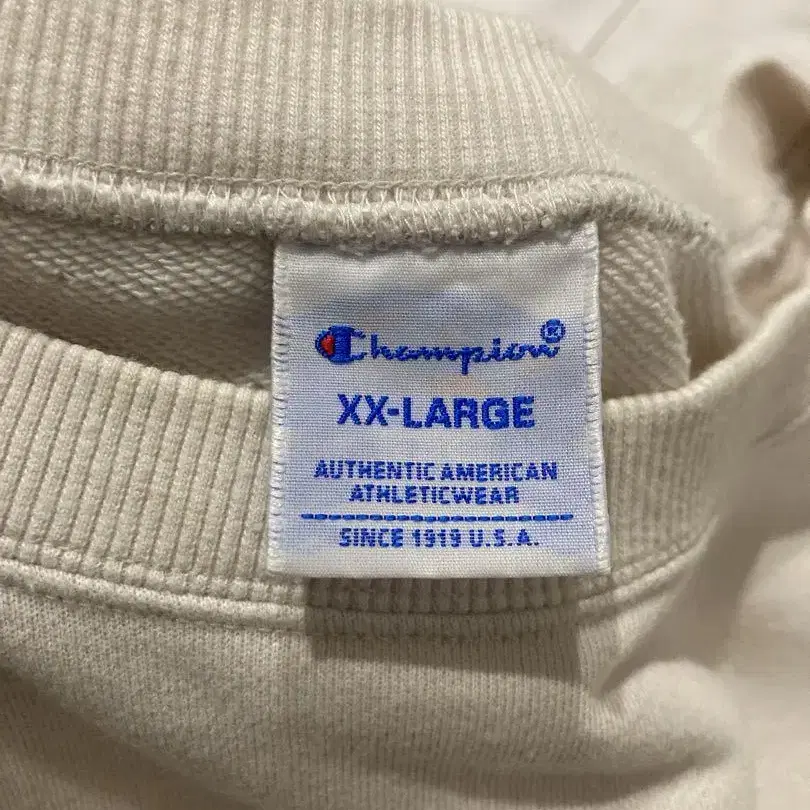 Champion®
XX-LARGE
AUTHENTIC AMERICAN
ATHLETICWEAR
SINCE 1919 U.S.A.